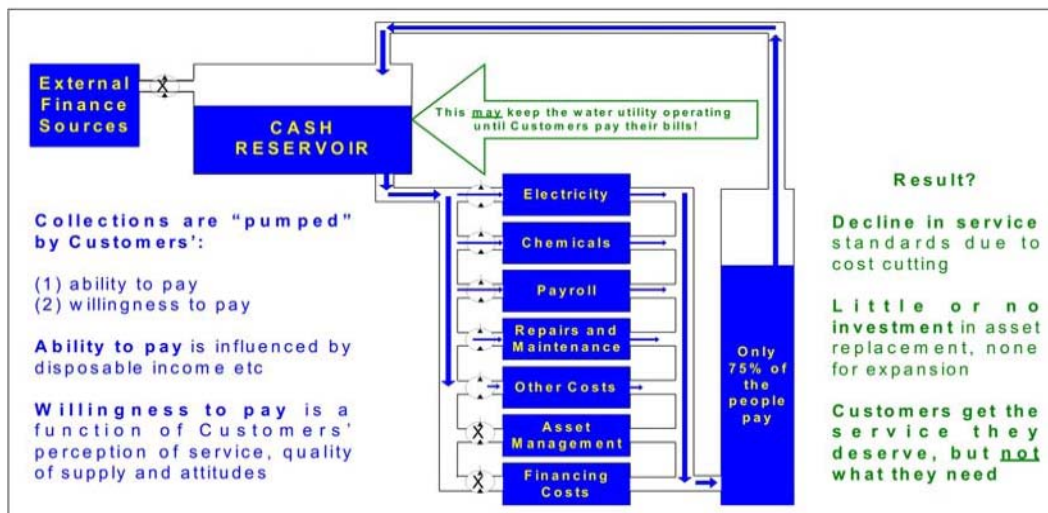 External
Finance
Sources
CASH
RESERVOIR
This may keep the water utility operating
until Customers pay their bills!
Collections are “pumped”
by Customers’:
(1) ability to pay
(2) willingness to pay
Ability to pay is influenced by
disposable income etc
Willingness to pay is a
function of Customers’
perception of service, quality
of supply and attitudes
Electricity
Chemicals
Payroll
Repairs and
Maintenance
Other Costs
Asset
Management
Financing
Costs
Only
75% of
the
people
pay
Result?
Decline in service
standards due to
cost cutting
Little or no
investment in asset
replacement, none
for expansion
Customers get the
service they
deserve, but not
what they need